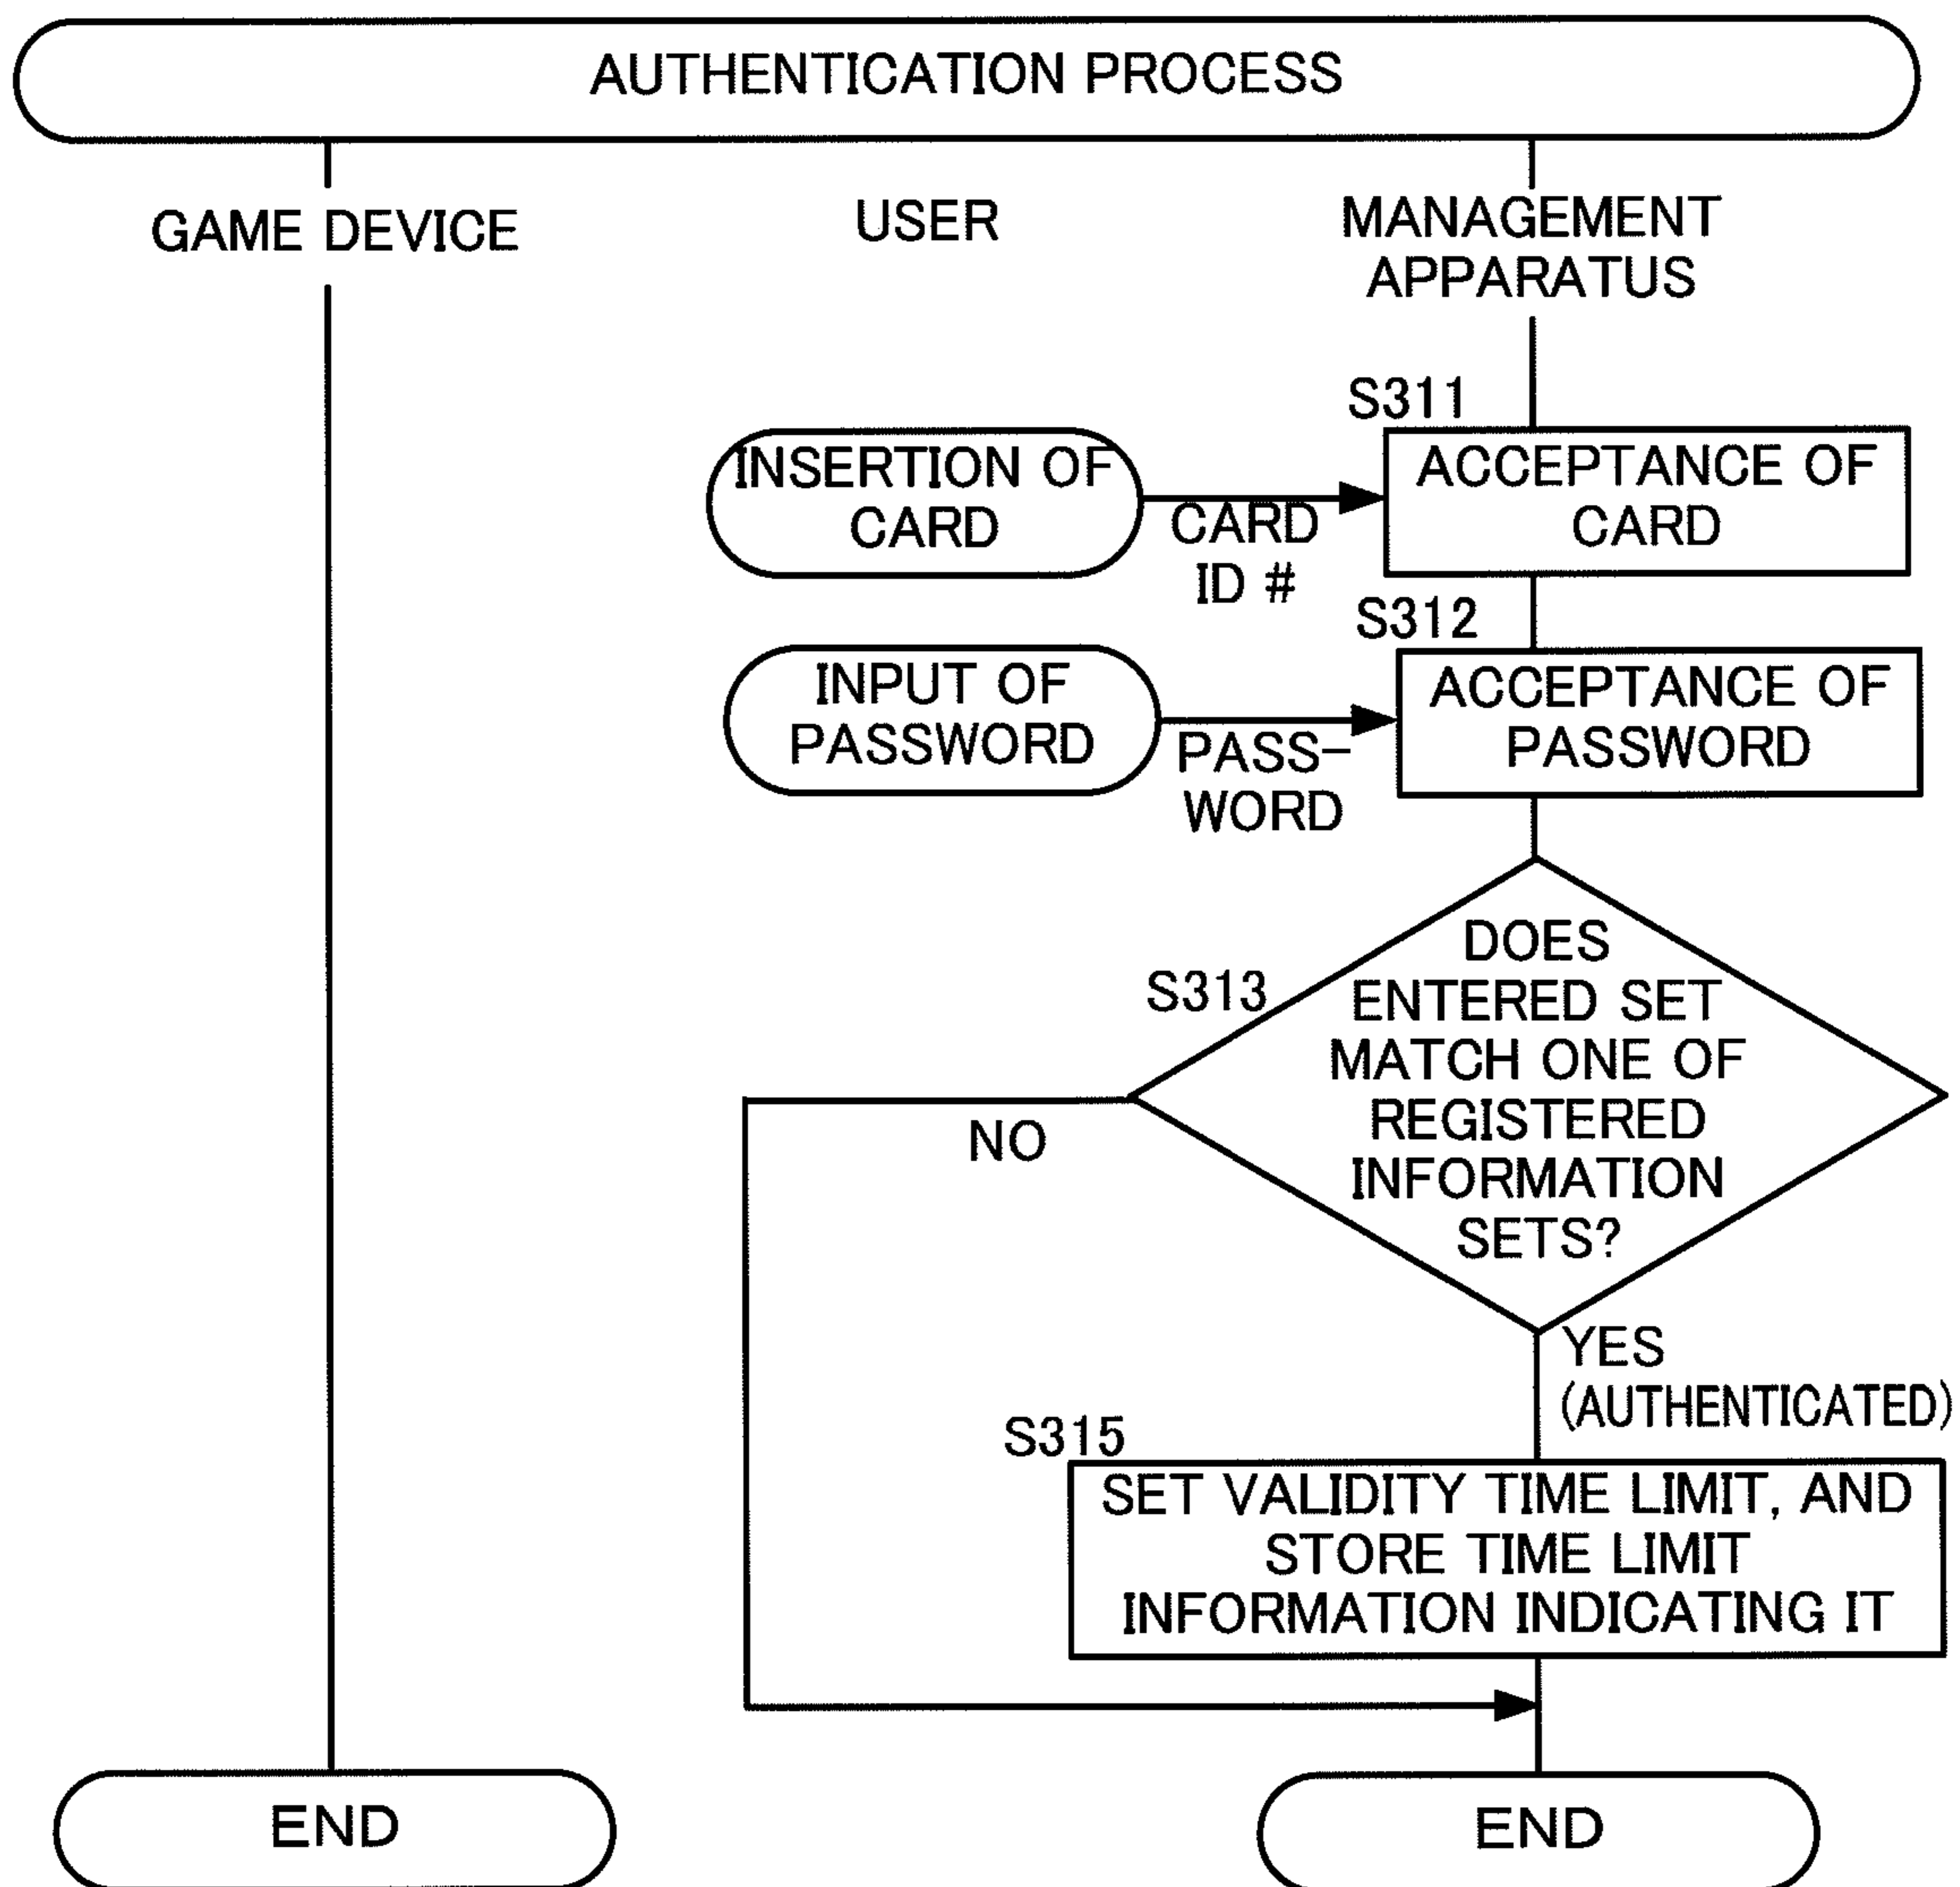 AUTHENTICATION PROCESS
GAME DEVICE
USER
MANAGEMENT
APPARATUS
S311
INSERTION OF
CARD
CARD
ID #
ACCEPTANCE OF
CARD
S312
INPUT OF
PASSWORD
PASS-
WORD
ACCEPTANCE OF
PASSWORD
S313
DOES
ENTERED SET
MATCH ONE OF
REGISTERED
INFORMATION
SETS?
NO
YES
(AUTHENTICATED)
S315
SET VALIDITY TIME LIMIT, AND
STORE TIME LIMIT
INFORMATION INDICATING IT
END
END